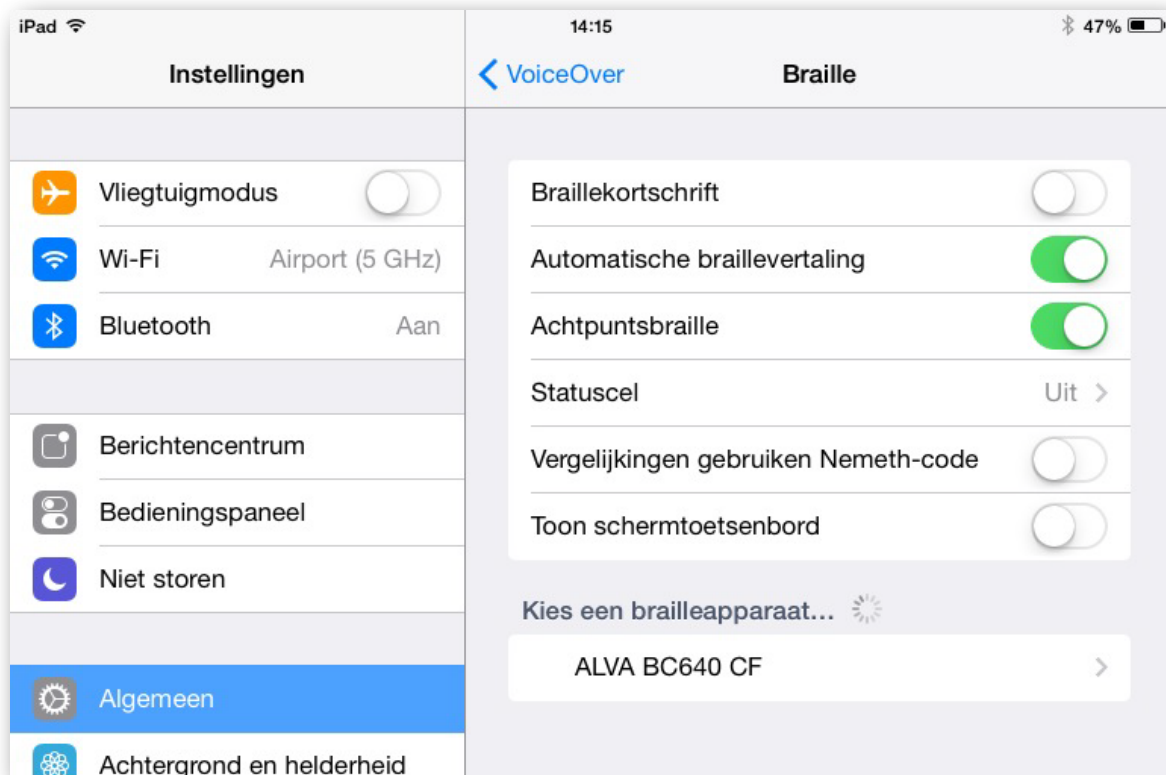 iPad 14:15 47%
Instellingen
VoiceOver Braille
Vliegtuigmodus
Wi-Fi Airport (5 GHz)
Bluetooth Aan
Berichtencentrum
Bedieningspaneel
Niet storen
Algemeen
Achtergrond en helderheid
Braillekortschrift
Automatische braillevertaling
Achtpuntsbraille
Statuscel Uit
Vergelijkingen gebruiken Nemeth-code
Toon schermtoetsenbord
Kies een brailleapparaat...
ALVA BC640 CF